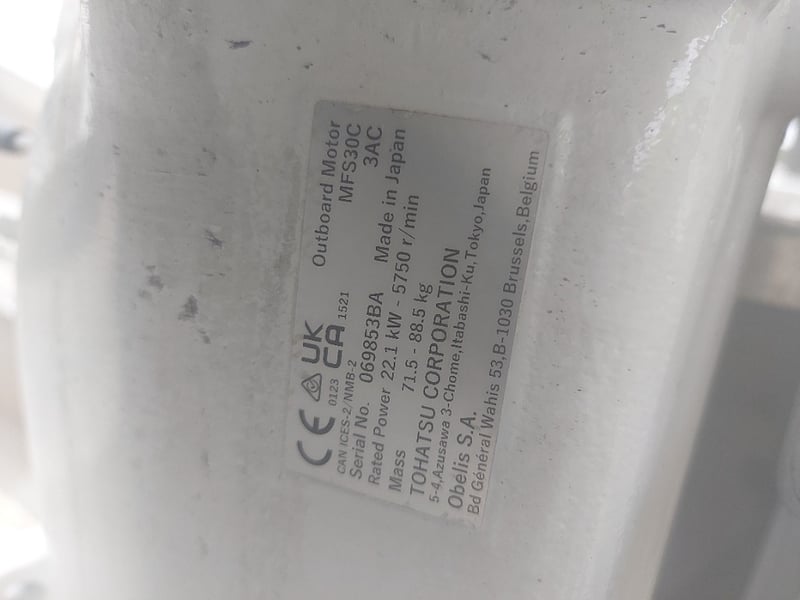 Outboard Motor
CE UK CA MFS30C
0123 1521 3AC
CAN ICES-2/NMB-2
Serial No. 069853BA Made in Japan
Rated Power 22.1 kW - 5750 r/min
Mass 71.5 - 88.5 kg
TOHATSU CORPORATION
5-4,Azusawa 3-Chome,Itabashi-Ku,Tokyo,Japan
Obelis S.A.
Bd Général Wahis 53,B-1030 Brussels,Belgium